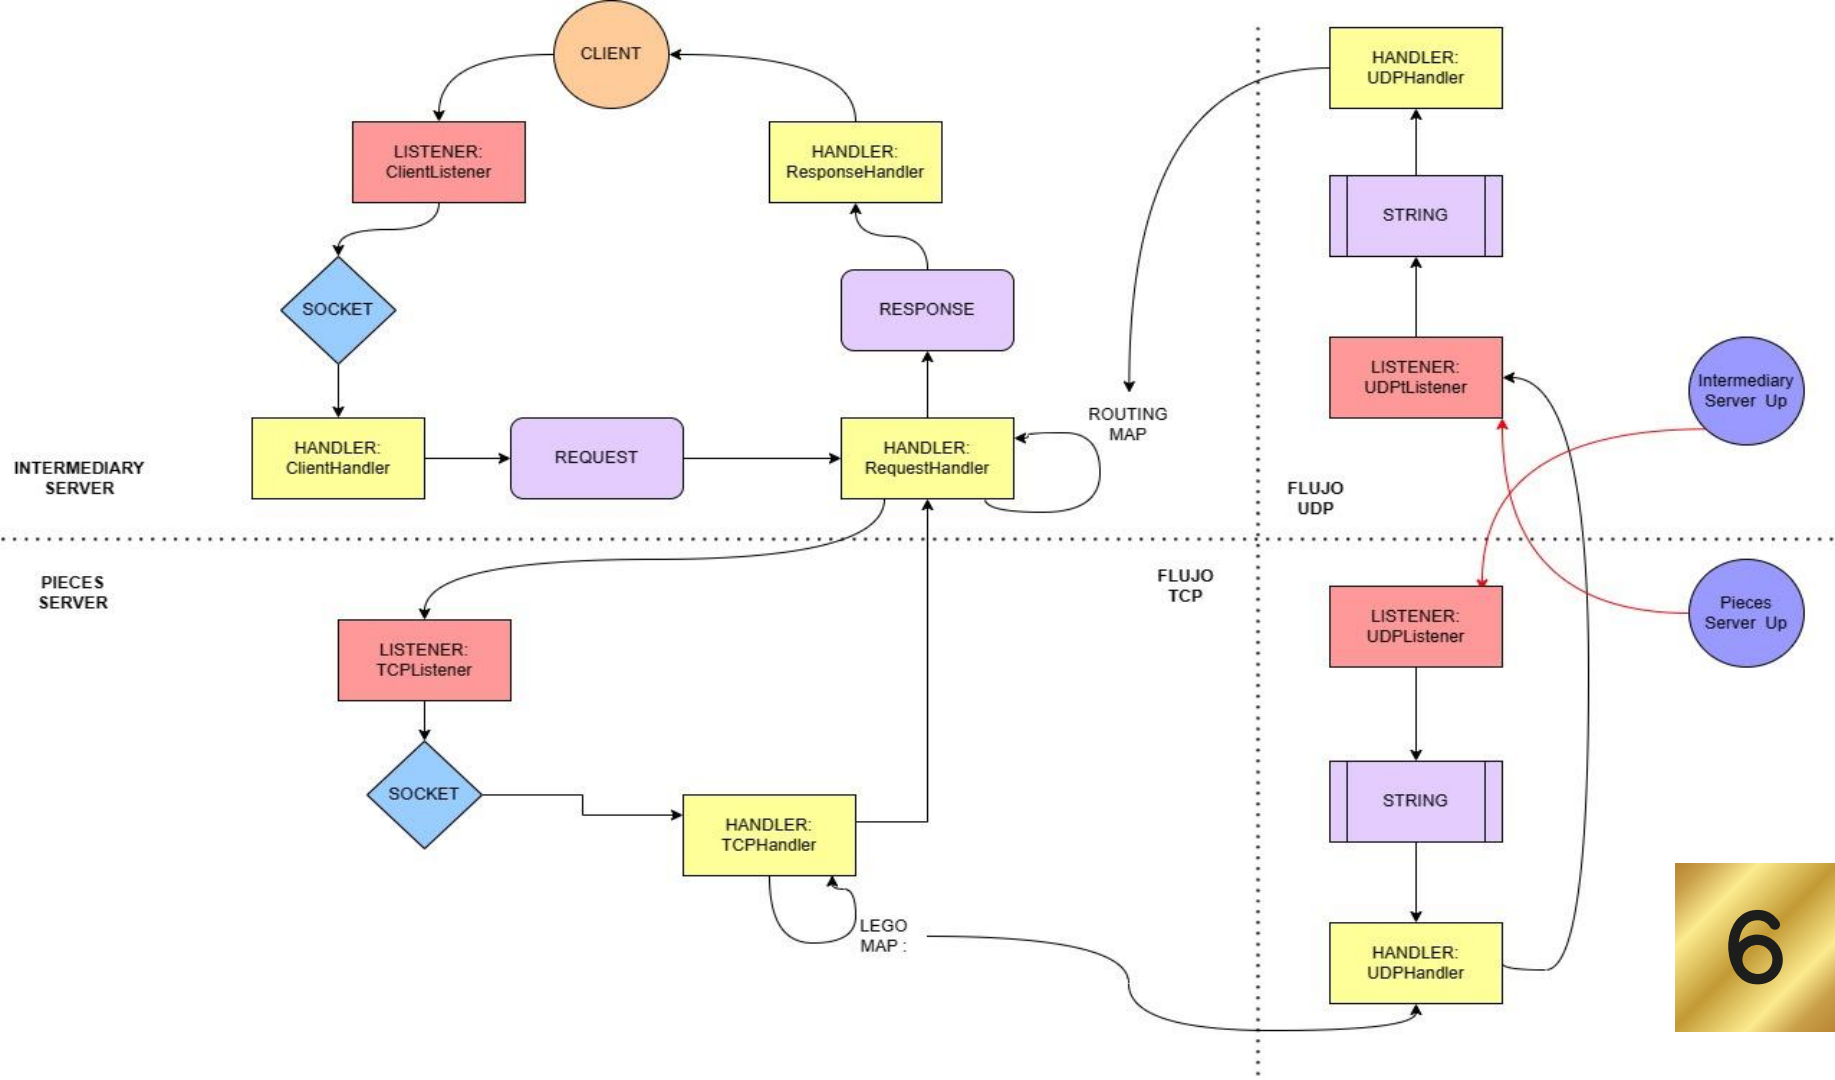 CLIENT
HANDLER:
UDPHandler
LISTENER:
ClientListener
HANDLER:
ResponseHandler
STRING
SOCKET
RESPONSE
LISTENER:
UDPtListener
Intermediary
Server Up
ROUTING
MAP
HANDLER:
ClientHandler
REQUEST
HANDLER:
RequestHandler
INTERMEDIARY
SERVER
FLUJO
UDP
PIECES
SERVER
FLUJO
TCP
LISTENER:
UDPListener
Pieces
Server Up
LISTENER:
TCPListener
SOCKET
STRING
HANDLER:
TCPHandler
LEGO
MAP :
HANDLER:
UDPHandler
6